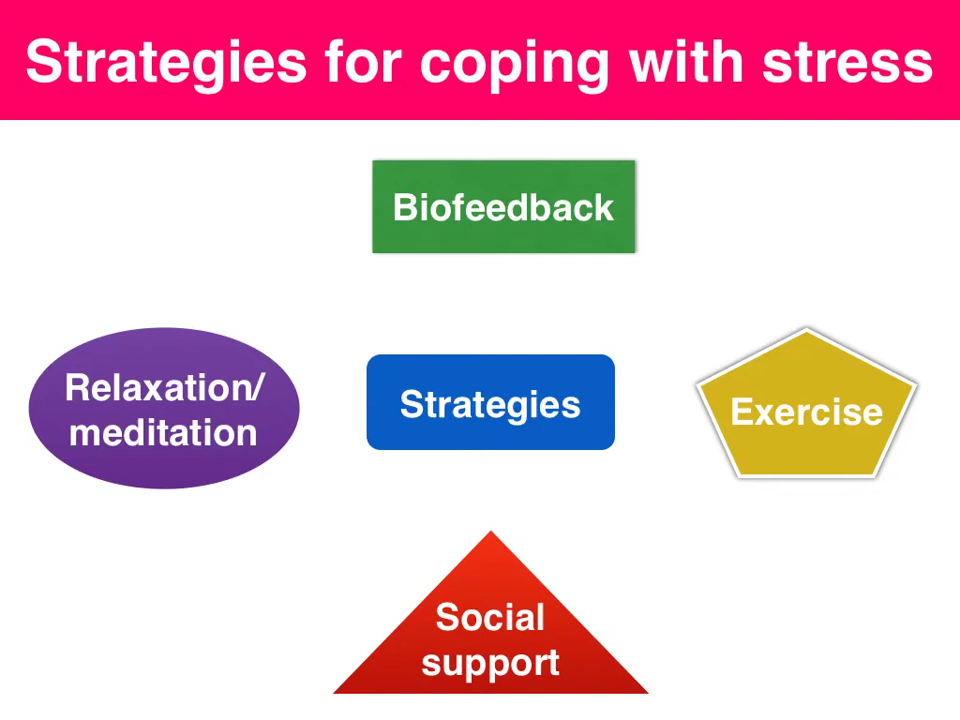 Strategies for coping with stress
Biofeedback
Relaxation/
meditation
Strategies
Exercise
Social
support